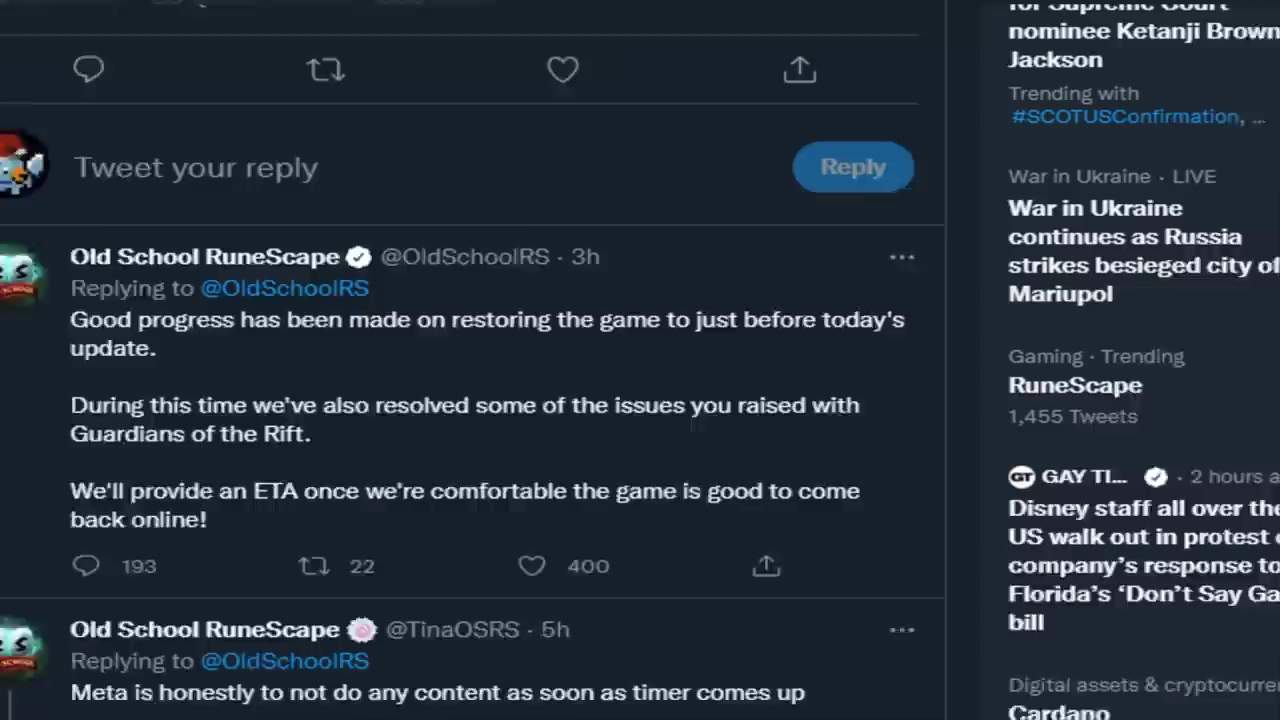 Tweet your reply
Reply
Old School RuneScape @OldSchoolRS · 3h
Replying to @OldSchoolRS
Good progress has been made on restoring the game to just before today's
update.
During this time we've also resolved some of the issues you raised with
Guardians of the Rift.
We'll provide an ETA once we're comfortable the game is good to come
back online!
193 22 400
Old School RuneScape @TinaOSRS · 5h
Replying to @OldSchoolRS
Meta is honestly to not do any content as soon as timer comes up
for Supreme Court
nominee Ketanji Brown
Jackson
Trending with
#SCOTUSConfirmation, ...
War in Ukraine · LIVE
War in Ukraine
continues as Russia
strikes besieged city of
Mariupol
Gaming · Trending
RuneScape
1,455 Tweets
GT GAY TI... · 2 hours a
Disney staff all over the
US walk out in protest
company's response to
Florida's ‘Don't Say Ga
bill
Digital assets & cryptocurre
Cardano